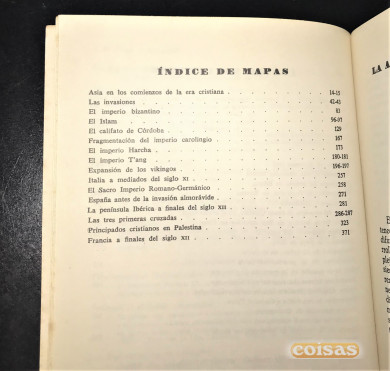 ÍNDICE DE MAPAS
Asia en los comienzos de la era cristiana 14-15
Las invasiones 42-43
El imperio bizantino 83
El Islam 96-97
El califato de Córdoba 129
Fragmentación del imperio carolingio 167
El imperio Harcha 173
El imperio T'ang 180-181
Expansión de los vikingos 196-197
Italia a mediados del siglo XI 237
El Sacro Imperio Romano-Germánico 258
España antes de la invasión almorávide 271
La península Ibérica a finales del siglo XII 281
Las tres primeras cruzadas 286-287
Principados cristianos en Palestina 323
Francia a finales del siglo XII 371
LA A
E
coisas